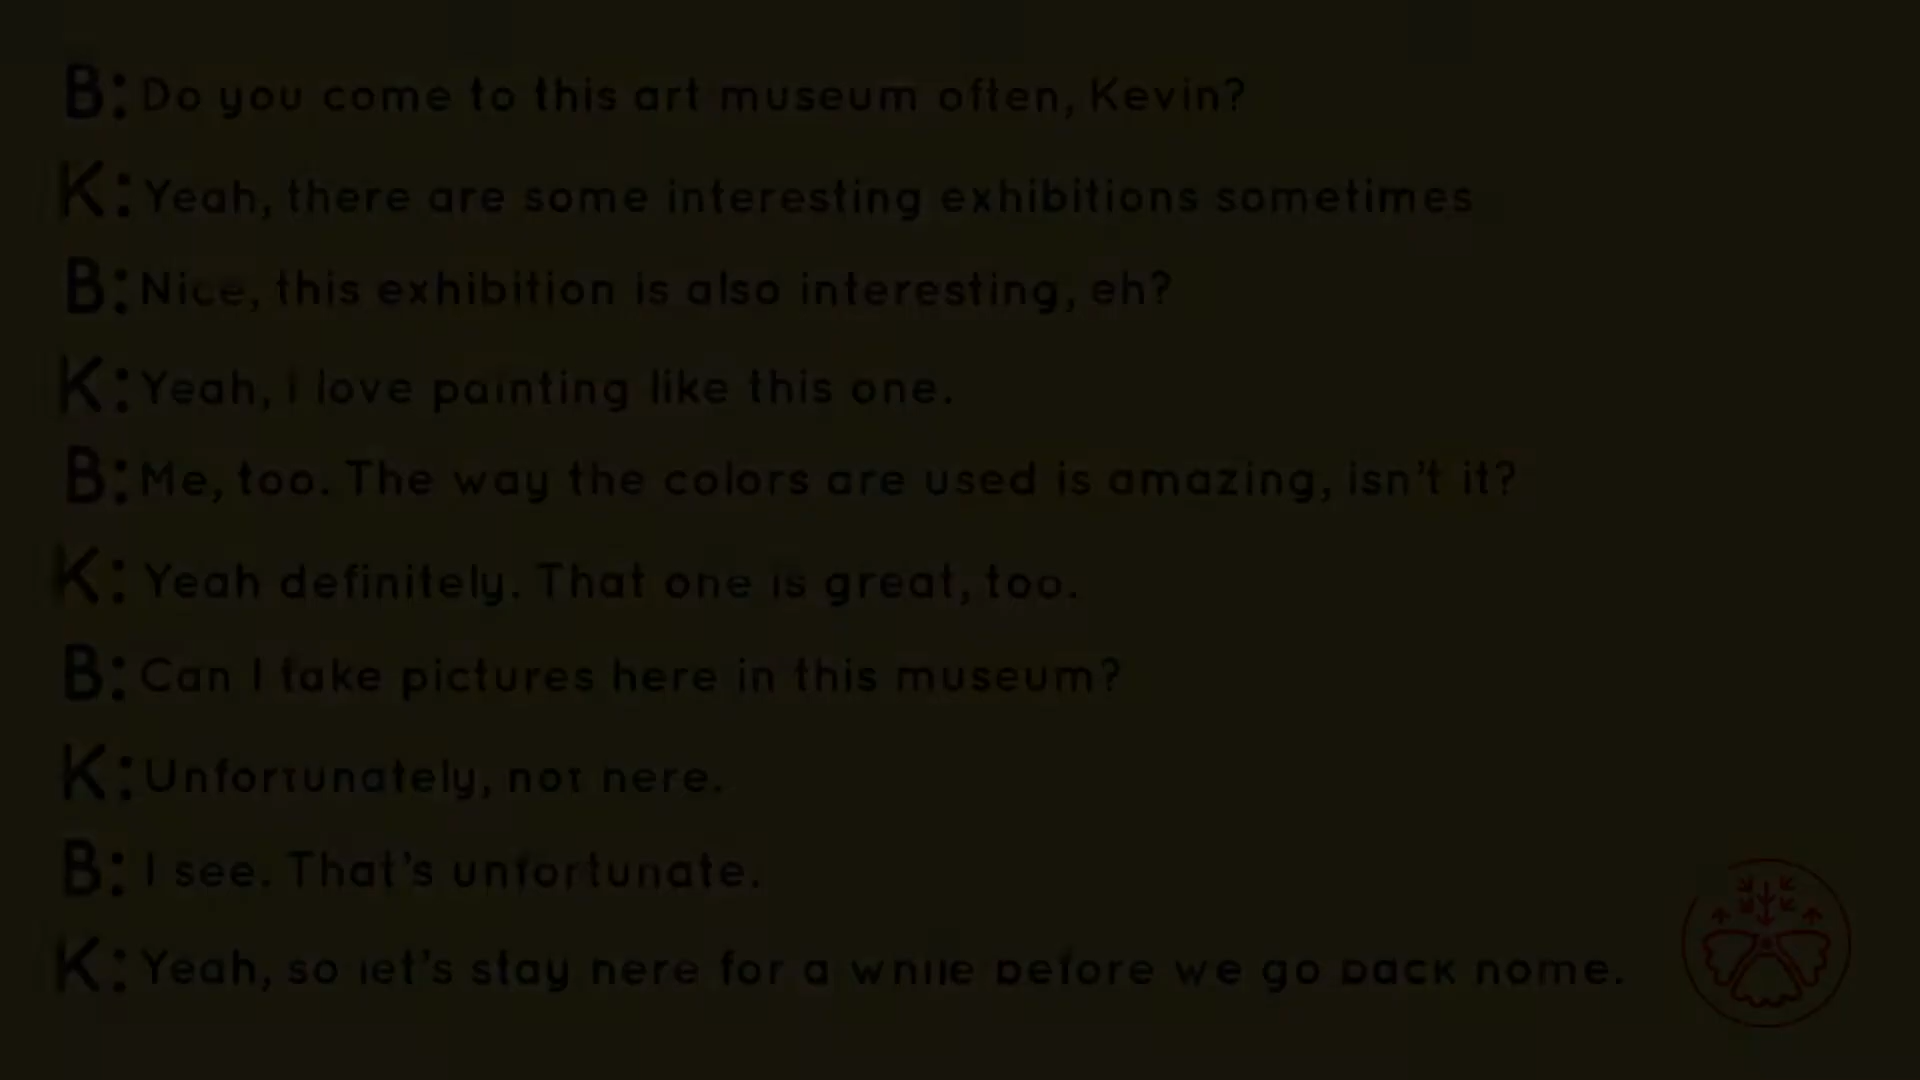 B: Do you come to this art museum often, Kevin?
K: Yeah, there are some interesting exhibitions sometimes
B: Nice, this exhibition is also interesting, eh?
K: Yeah, I love painting like this one.
B: Me, too. The way the colors are used is amazing, isn't it?
K: Yeah definitely. That one is great, too.
B: Can I take pictures here in this museum?
K: Unfortunately, not here.
B: I see. That's unfortunate.
K: Yeah, so let's stay here for a while before we go back home.